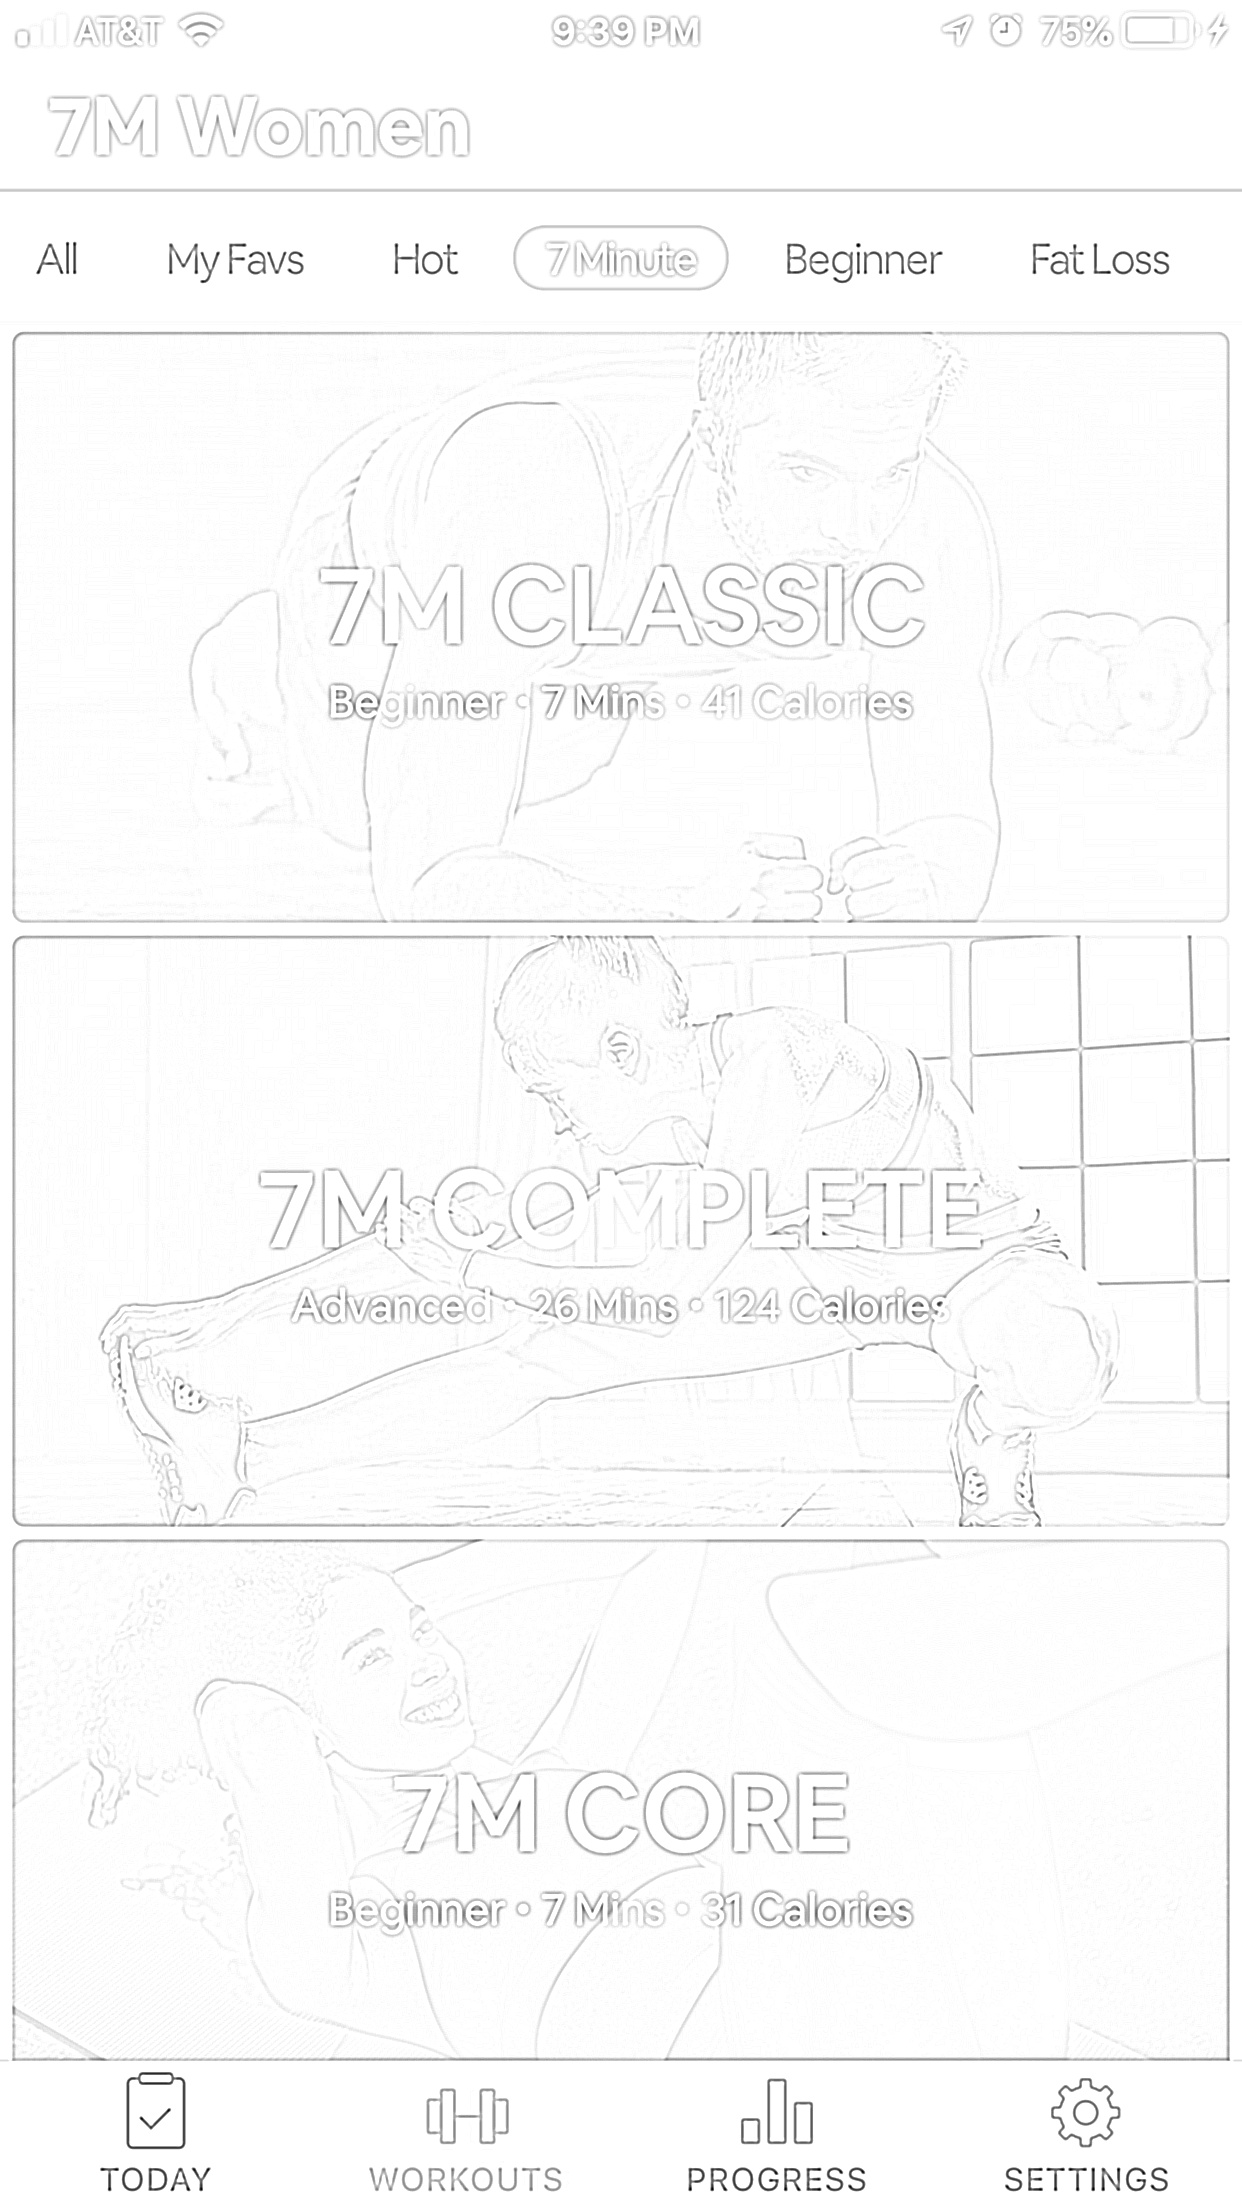 AT&T 9:39 PM 75%
7M Women
All My Favs Hot 7 Minute Beginner Fat Loss
7M CLASSIC
Beginner • 7 Mins • 41 Calories
7M COMPLETE
Advanced • 26 Mins • 124 Calories
7M CORE
Beginner • 7 Mins • 31 Calories
TODAY WORKOUTS PROGRESS SETTINGS